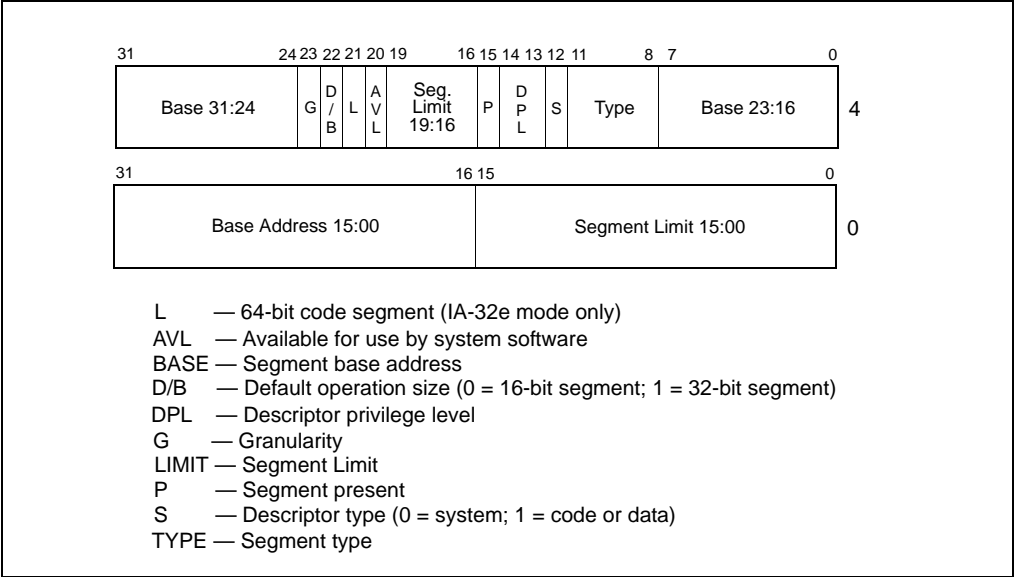 31 24 23 22 21 20 19 16 15 14 13 12 11 8 7 0
Base 31:24 G D/B L AVL Seg. Limit 19:16 P DPL S Type Base 23:16 4
31 16 15 0
Base Address 15:00 Segment Limit 15:00 0
L — 64-bit code segment (IA-32e mode only)
AVL — Available for use by system software
BASE — Segment base address
D/B — Default operation size (0 = 16-bit segment; 1 = 32-bit segment)
DPL — Descriptor privilege level
G — Granularity
LIMIT — Segment Limit
P — Segment present
S — Descriptor type (0 = system; 1 = code or data)
TYPE — Segment type